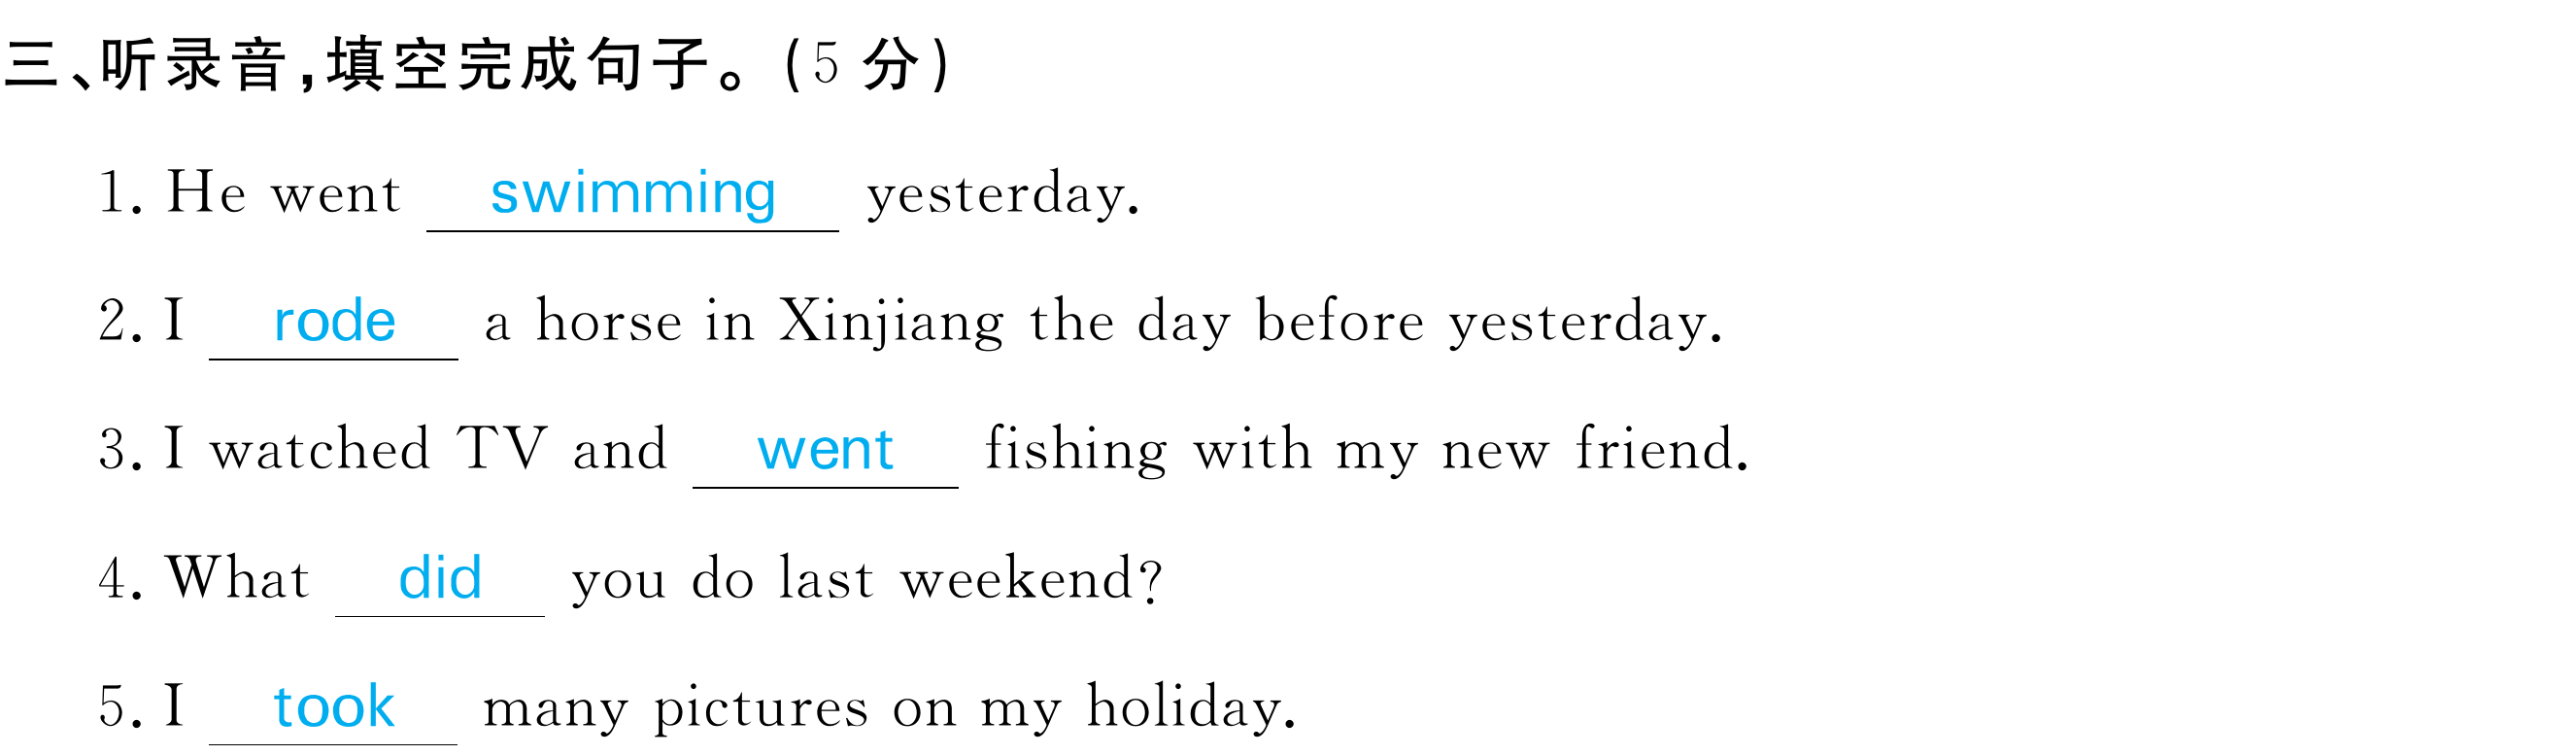 三、听录音,填空完成句子。(5 分)
1. He went swimming yesterday.
2. I rode a horse in Xinjiang the day before yesterday.
3. I watched TV and went fishing with my new friend.
4. What did you do last weekend?
5. I took many pictures on my holiday.